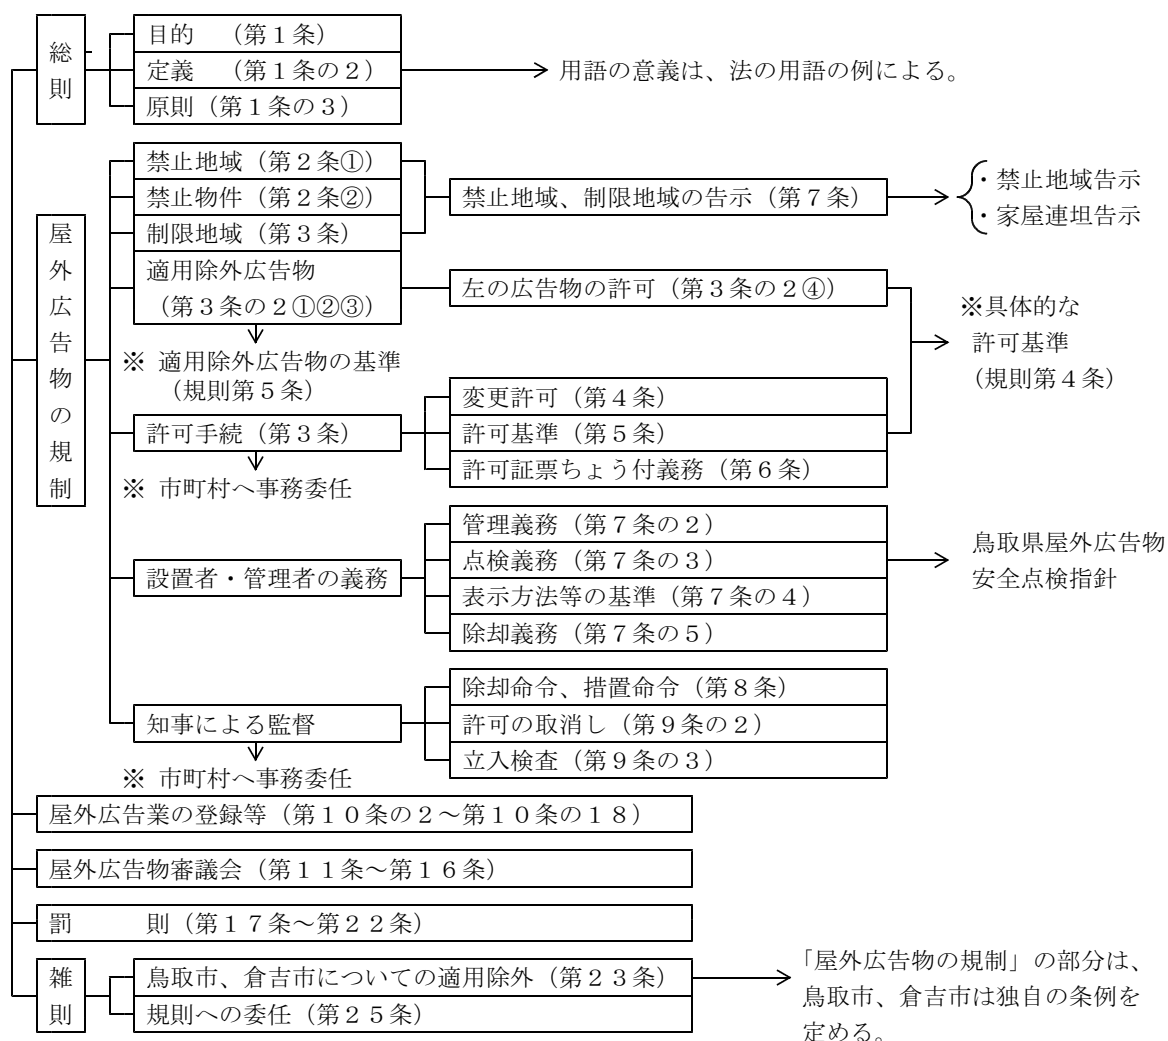 総則
目的　（第１条）
定義　（第１条の２）
原則（第１条の３）
用語の意義は、法の用語の例による。
屋外広告物の規制
禁止地域（第２条①）
禁止物件（第２条②）
制限地域（第３条）
適用除外広告物
（第３条の２①②③）
禁止地域、制限地域の告示（第７条）
・禁止地域告示
・家屋連坦告示
左の広告物の許可（第３条の２④）
※具体的な
許可基準
（規則第４条）
※ 適用除外広告物の基準
（規則第５条）
許可手続（第３条）
※ 市町村へ事務委任
変更許可（第４条）
許可基準（第５条）
許可証票ちょう付義務（第６条）
設置者・管理者の義務
管理義務（第７条の２）
点検義務（第７条の３）
表示方法等の基準（第７条の４）
除却義務（第７条の５）
鳥取県屋外広告物
安全点検指針
知事による監督
※ 市町村へ事務委任
除却命令、措置命令（第８条）
許可の取消し（第９条の２）
立入検査（第９条の３）
屋外広告業の登録等（第１０条の２～第１０条の１８）
屋外広告物審議会（第１１条～第１６条）
罰　　　則（第１７条～第２２条）
雑則
鳥取市、倉吉市についての適用除外（第２３条）
規則への委任（第２５条）
「屋外広告物の規制」の部分は、
鳥取市、倉吉市は独自の条例を
定める。